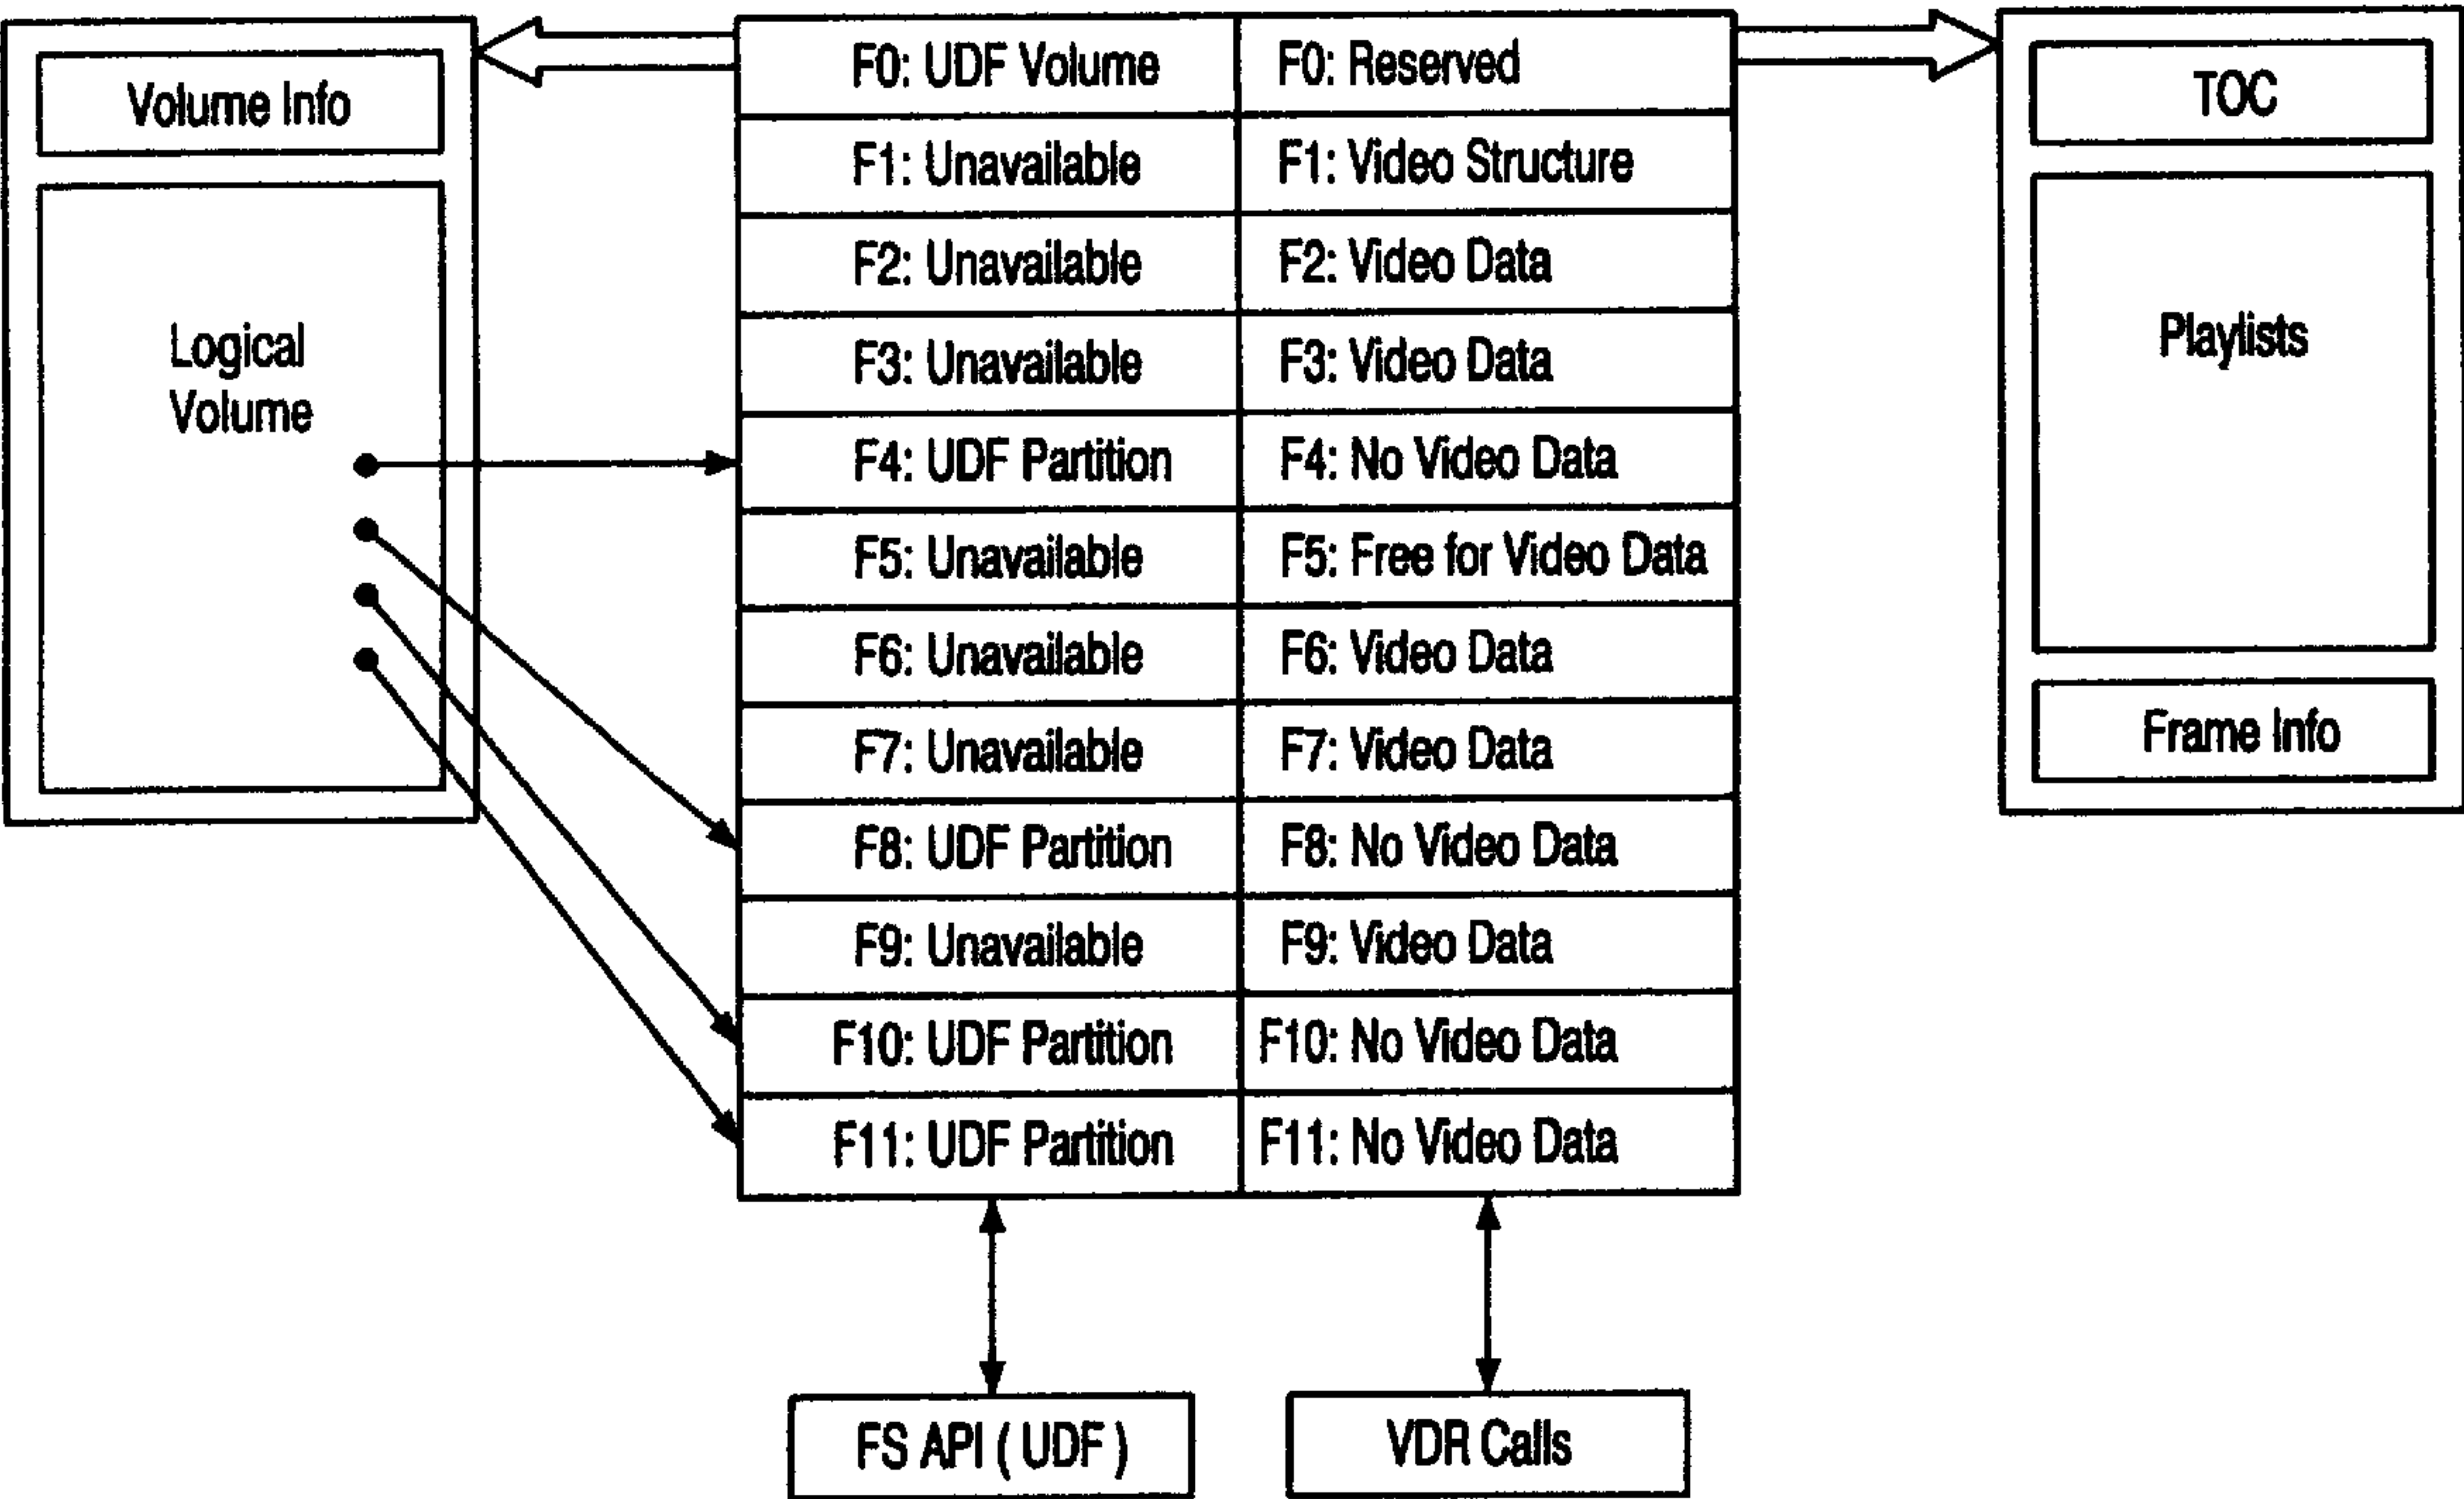 Volume Info
Logical
Volume
F0: UDF Volume
F0: Reserved
F1: Unavailable
F1: Video Structure
F2: Unavailable
F2: Video Data
F3: Unavailable
F3: Video Data
F4: UDF Partition
F4: No Video Data
F5: Unavailable
F5: Free for Video Data
F6: Unavailable
F6: Video Data
F7: Unavailable
F7: Video Data
F8: UDF Partition
F8: No Video Data
F9: Unavailable
F9: Video Data
F10: UDF Partition
F10: No Video Data
F11: UDF Partition
F11: No Video Data
TOC
Playlists
Frame Info
FS API ( UDF )
VDR Calls